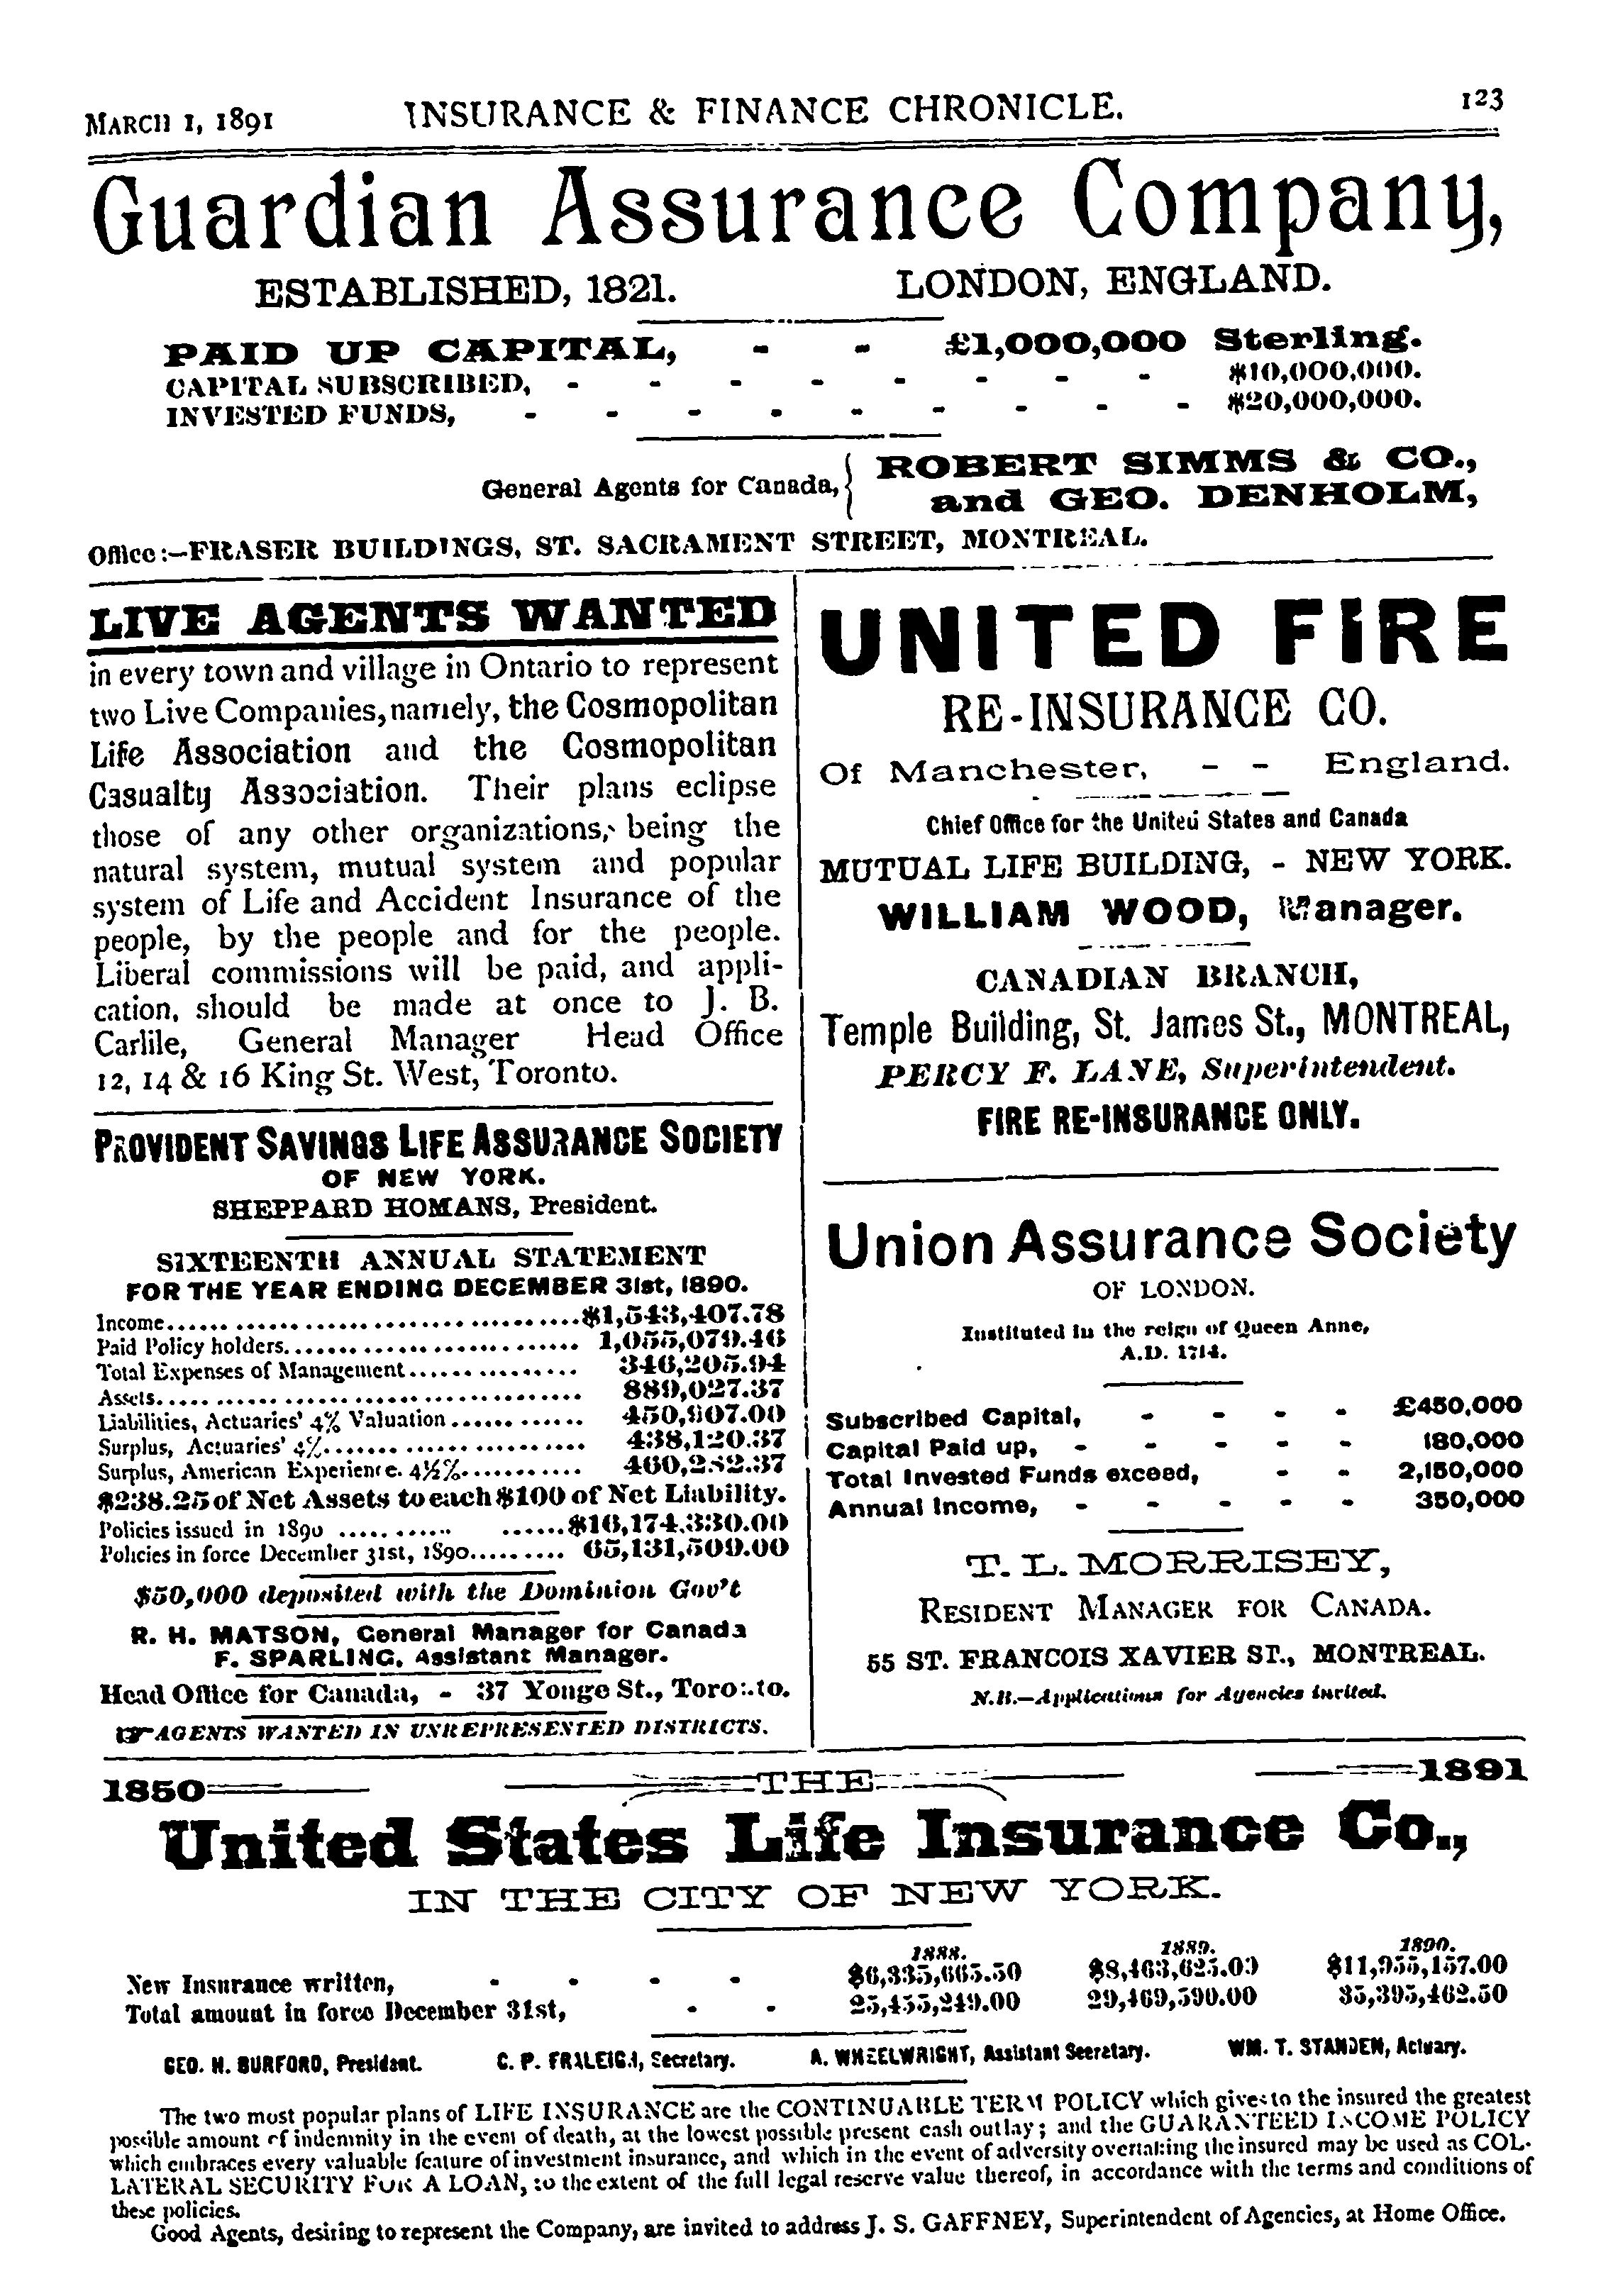 MARCH 1, 1891
INSURANCE & FINANCE CHRONICLE.
123
Guardian Assurance Company,
ESTABLISHED, 1821. LONDON, ENGLAND.
PAID UP CAPITAL, - - £1,000,000 Sterling.
CAPITAL SUBSCRIBED, - - - - - - - - $10,000,000.
INVESTED FUNDS, - - - - - - - - - $20,000,000.
General Agents for Canada, { ROBERT SIMMS & CO.,
and GEO. DENHOLM,
Office:—FRASER BUILDINGS, ST. SACRAMENT STREET, MONTREAL.
LIVE AGENTS WANTED
in every town and village in Ontario to represent
two Live Companies, namely, the Cosmopolitan
Life Association and the Cosmopolitan
Casualty Association. Their plans eclipse
those of any other organizations, being the
natural system, mutual system and popular
system of Life and Accident Insurance of the
people, by the people and for the people.
Liberal commissions will be paid, and appli-
cation, should be made at once to J. B.
Carlile, General Manager Head Office
12, 14 & 16 King St. West, Toronto.
PROVIDENT SAVINGS LIFE ASSURANCE SOCIETY
OF NEW YORK.
SHEPPARD HOMANS, President.
SIXTEENTH ANNUAL STATEMENT
FOR THE YEAR ENDING DECEMBER 31st, 1890.
Income.......................................$1,543,407.78
Paid Policy holders............................ 1,055,079.46
Total Expenses of Management................ 346,205.94
Assets....................................... 889,027.37
Liabilities, Actuaries' 4% Valuation............ 450,907.00
Surplus, Actuaries' 4%........................ 438,120.37
Surplus, American Experience. 4½%............ 460,282.37
$238.25 of Net Assets to each $100 of Net Liability.
Policies issued in 1890 ........... ......$16,174,330.00
Policies in force December 31st, 1890.......... 65,131,509.00
$50,000 deposited with the Dominion Gov't
R. H. MATSON, General Manager for Canada
F. SPARLING, Assistant Manager.
Head Office for Canada, - 37 Yonge St., Toronto.
☞AGENTS WANTED IN UNREPRESENTED DISTRICTS.
UNITED FIRE
RE-INSURANCE CO.
Of Manchester, - - England.
Chief Office for the United States and Canada
MUTUAL LIFE BUILDING, - NEW YORK.
WILLIAM WOOD, Manager.
CANADIAN BRANCH,
Temple Building, St. James St., MONTREAL,
PERCY F. LANE, Superintendent.
FIRE RE-INSURANCE ONLY.
Union Assurance Society
OF LONDON.
Instituted in the reign of Queen Anne,
A.D. 1714.
Subscribed Capital, - - - - £450,000
Capital Paid up, - - - - - 180,000
Total Invested Funds exceed, - - 2,150,000
Annual Income, - - - - - 350,000
T. L. MORRISEY,
RESIDENT MANAGER FOR CANADA.
55 ST. FRANCOIS XAVIER ST., MONTREAL.
N.B.—Applications for Agencies invited.
1850 THE 1891
United States Life Insurance Co.,
IN THE CITY OF NEW YORK.
1888. 1889. 1890.
New Insurance written, - - - - $6,335,665.50 $8,463,625.00 $11,955,157.00
Total amount in force December 31st, - - 25,455,249.00 29,469,590.00 35,395,462.50
GEO. H. BURFORD, President. C. P. FRALEIGH, Secretary. A. WHEELWRIGHT, Assistant Secretary. WM. T. STANDEN, Actuary.
The two most popular plans of LIFE INSURANCE are the CONTINUABLE TERM POLICY which gives to the insured the greatest
possible amount of indemnity in the event of death, at the lowest possible present cash outlay; and the GUARANTEED INCOME POLICY
which embraces every valuable feature of investment insurance, and which in the event of adversity overtaking the insured may be used as COL-
LATERAL SECURITY FOR A LOAN, to the extent of the full legal reserve value thereof, in accordance with the terms and conditions of
these policies.
Good Agents, desiring to represent the Company, are invited to address J. S. GAFFNEY, Superintendent of Agencies, at Home Office.